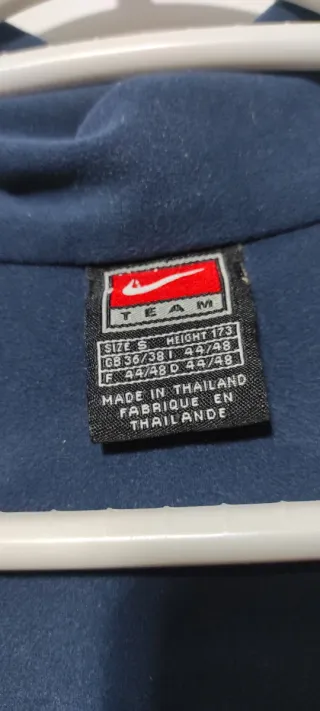 TEAM
SIZE S HEIGHT 173
GB 36/38 I 44/48
F 44/48 D 44/48
MADE IN THAILAND
FABRIQUE EN
THAILANDE